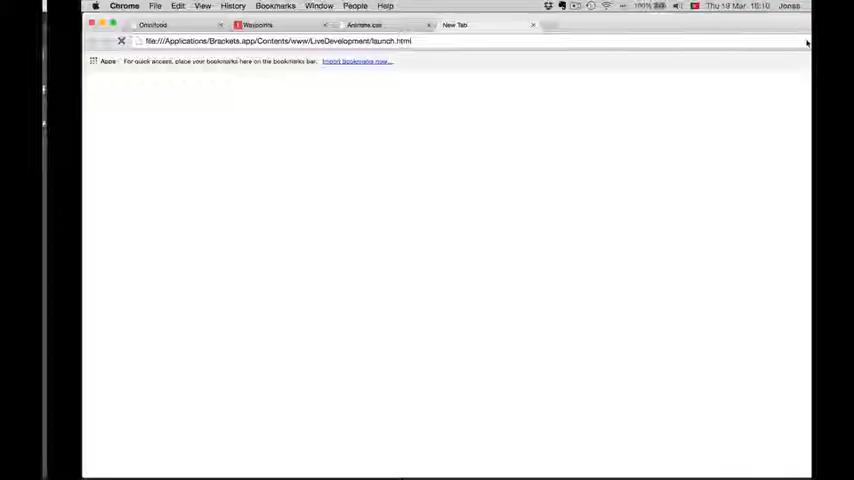 Chrome File Edit View History Bookmarks Window People Help 100% Thu 19 Mar 18:10 Jonas
Omnifood Waypoints Animate.css New Tab
file:///Applications/Brackets.app/Contents/www/LiveDevelopment/launch.html
Apps For quick access, place your bookmarks here on the bookmarks bar. Import bookmarks now...